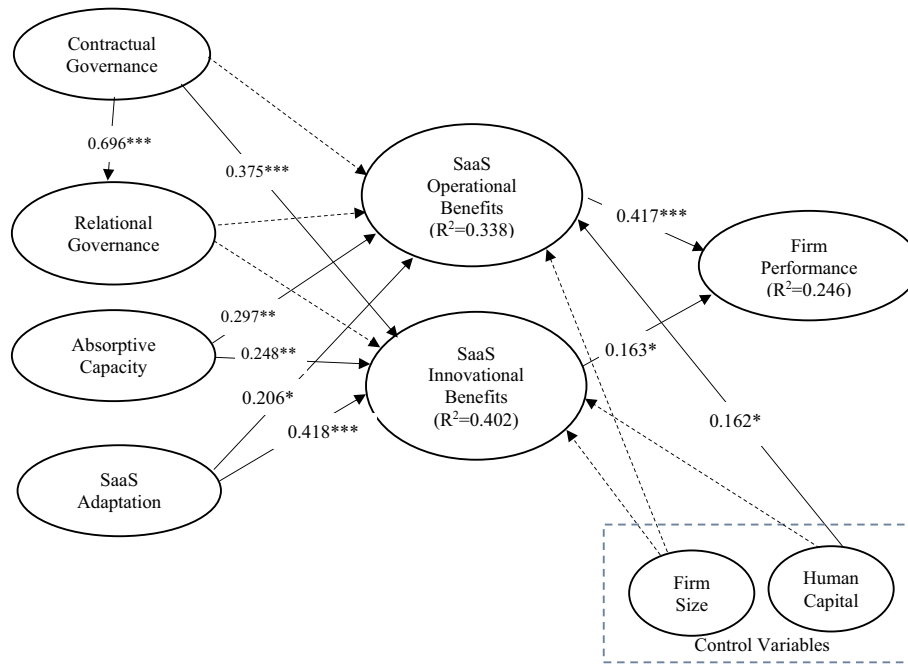 Contractual
Governance
0.696***
0.375***
Relational
Governance
SaaS
Operational
Benefits
(R²=0.338)
0.417***
Firm
Performance
(R²=0.246)
0.297**
Absorptive
Capacity
0.248**
0.206*
0.418***
SaaS
Innovational
Benefits
(R²=0.402)
0.163*
0.162*
SaaS
Adaptation
Firm
Size
Human
Capital
Control Variables